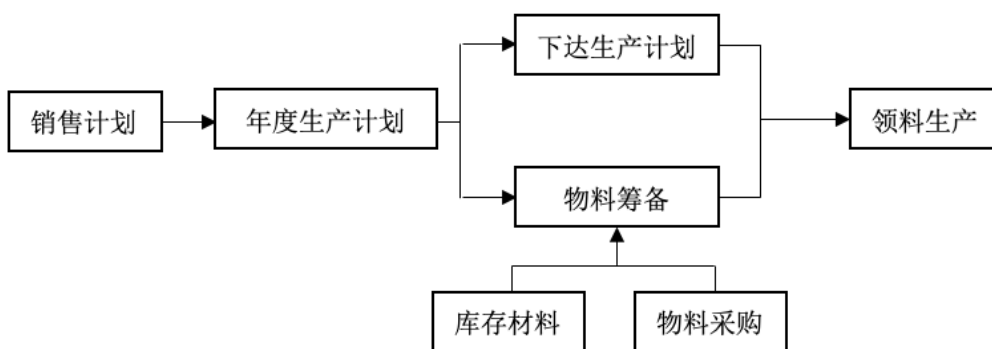 下达生产计划
销售计划
年度生产计划
领料生产
物料筹备
库存材料
物料采购